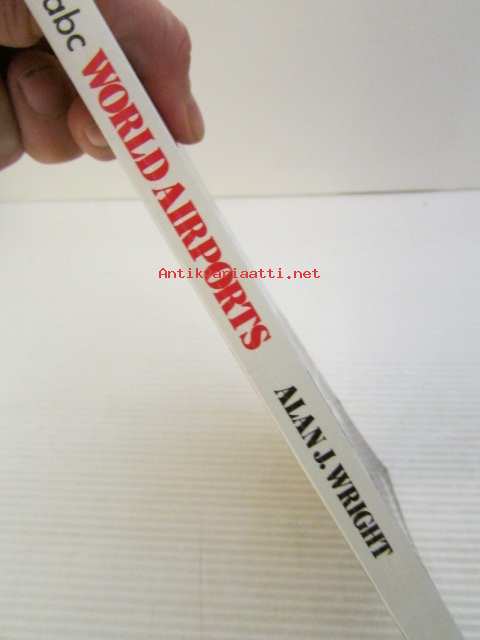 abc WORLD AIRPORTS ALAN J. WRIGHT
Antikvariaatti.net